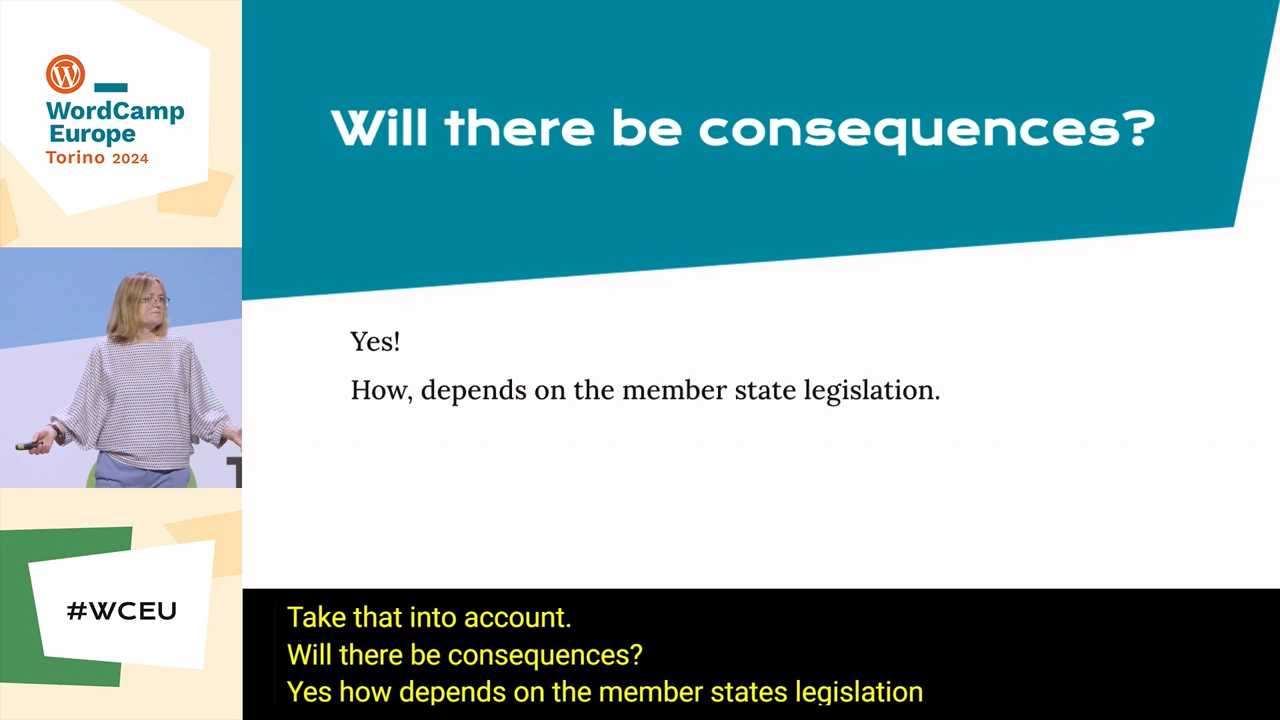 WordCamp
Europe
Torino 2024
Will there be consequences?
Yes!
How, depends on the member state legislation.
#WCEU
Take that into account.
Will there be consequences?
Yes how depends on the member states legislation